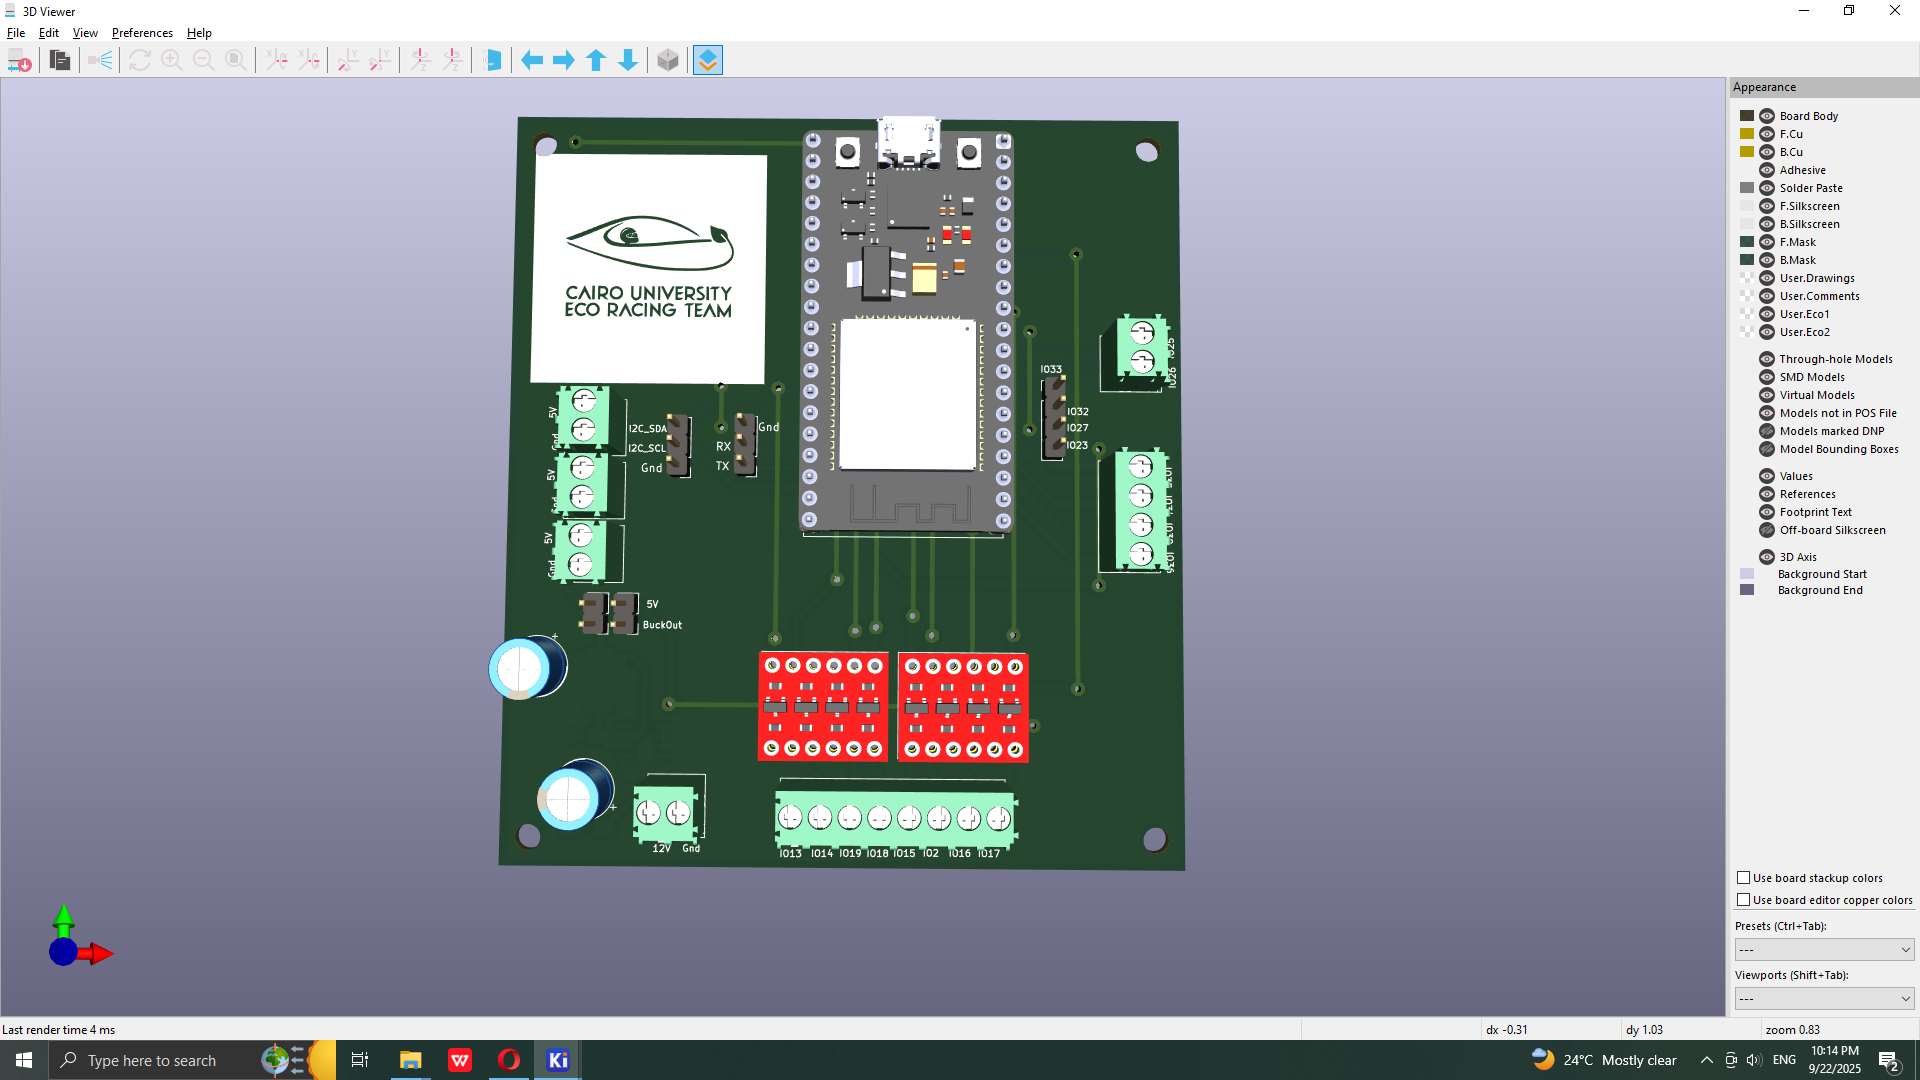 3D Viewer
File Edit View Preferences Help
Appearance
Board Body
F.Cu
B.Cu
Adhesive
Solder Paste
F.Silkscreen
B.Silkscreen
F.Mask
B.Mask
User.Drawings
User.Comments
User.Eco1
User.Eco2
Through-hole Models
SMD Models
Virtual Models
Models not in POS File
Models marked DNP
Model Bounding Boxes
Values
References
Footprint Text
Off-board Silkscreen
3D Axis
Background Start
Background End
Use board stackup colors
Use board editor copper colors
Presets (Ctrl+Tab):
---
Viewports (Shift+Tab):
---
CAIRO UNIVERSITY
ECO RACING TEAM
5V
Gnd
5V
Gnd
5V
Gnd
I2C_SDA
I2C_SCL
Gnd
Gnd
RX
TX
IO33
IO32
IO27
IO23
IO25
IO26
5V
BuckOut
+
+
12V Gnd
IO13 IO14 IO19 IO18 IO15 IO2 IO16 IO17
Last render time 4 ms
dx -0.31
dy 1.03
zoom 0.83
Type here to search
W
Ki
24°C Mostly clear
ENG
10:14 PM
9/22/2025
2